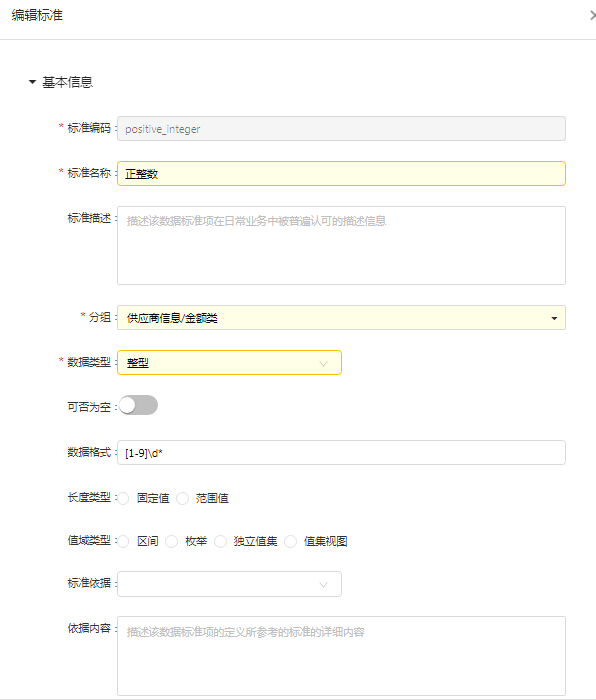 编辑标准
基本信息
* 标准编码 : positive_integer
* 标准名称 : 正整数
标准描述 : 描述该数据标准项在日常业务中被普遍认可的描述信息
* 分组 : 供应商信息/金额类
* 数据类型 : 整型
可否为空 :
数据格式 : [1-9]\d*
长度类型 : 固定值 范围值
值域类型 : 区间 枚举 独立值集 值集视图
标准依据 :
依据内容 : 描述该数据标准项的定义所参考的标准的详细内容